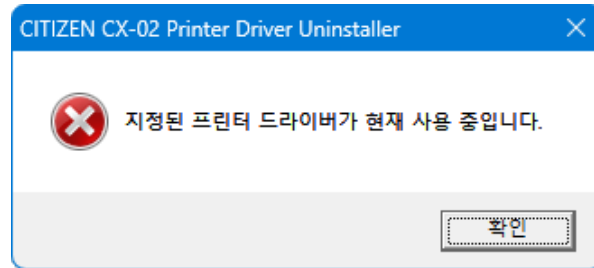 CITIZEN CX-02 Printer Driver Uninstaller
지정된 프린터 드라이버가 현재 사용 중입니다.
확인